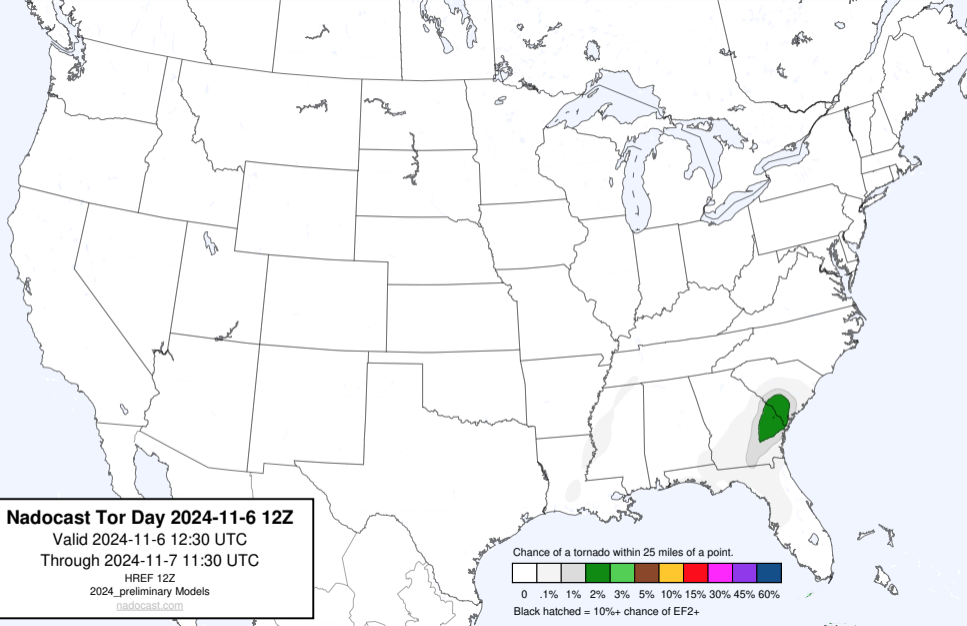 Nadocast Tor Day 2024-11-6 12Z
Valid 2024-11-6 12:30 UTC
Through 2024-11-7 11:30 UTC
HREF 12Z
2024_preliminary Models
nadocast.com
Chance of a tornado within 25 miles of a point.
0 .1% 1% 2% 3% 5% 10% 15% 30% 45% 60%
Black hatched = 10%+ chance of EF2+